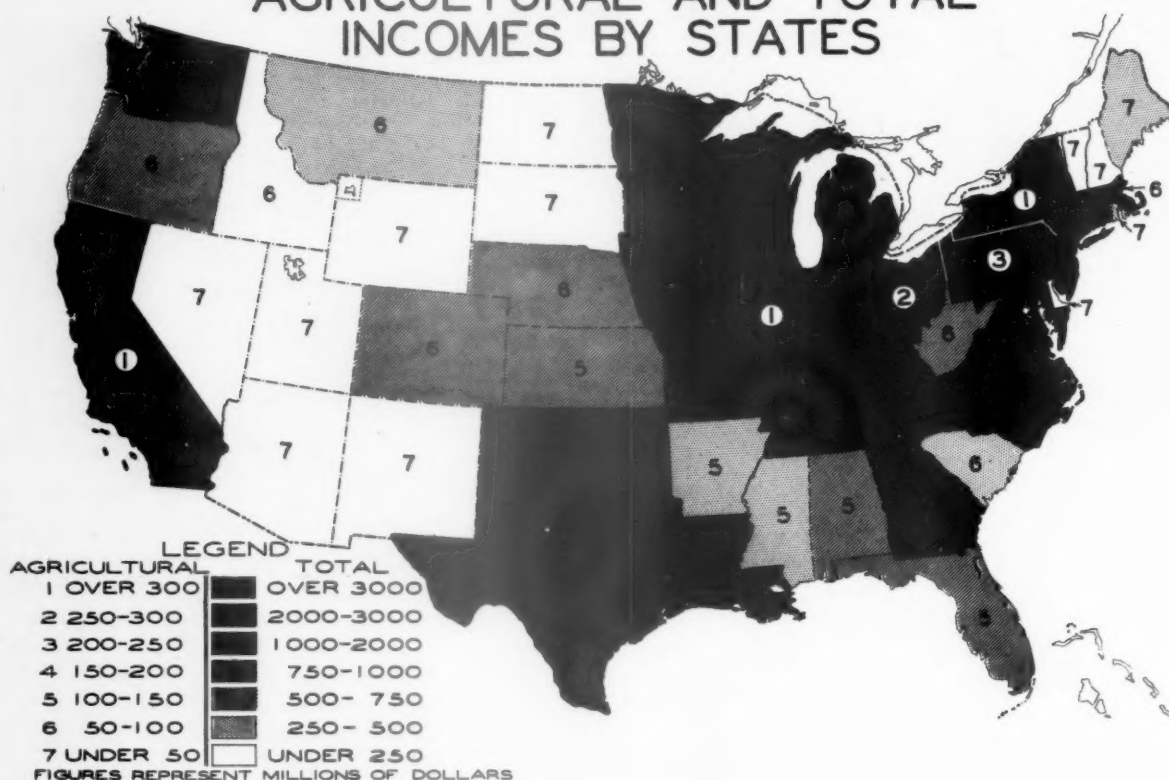 AGRICULTURAL AND TOTAL
INCOMES BY STATES
6
7
7
7
7
6
6
7
6
7
1
7
7
3
7
7
6
2
7
1
6
1
6
5
7
7
5
5
5
6
LEGEND
AGRICULTURAL TOTAL
1 OVER 300 OVER 3000
2 250-300 2000-3000
3 200-250 1000-2000
4 150-200 750-1000
5 100-150 500-750
6 50-100 250-500
7 UNDER 50 UNDER 250
FIGURES REPRESENT MILLIONS OF DOLLARS